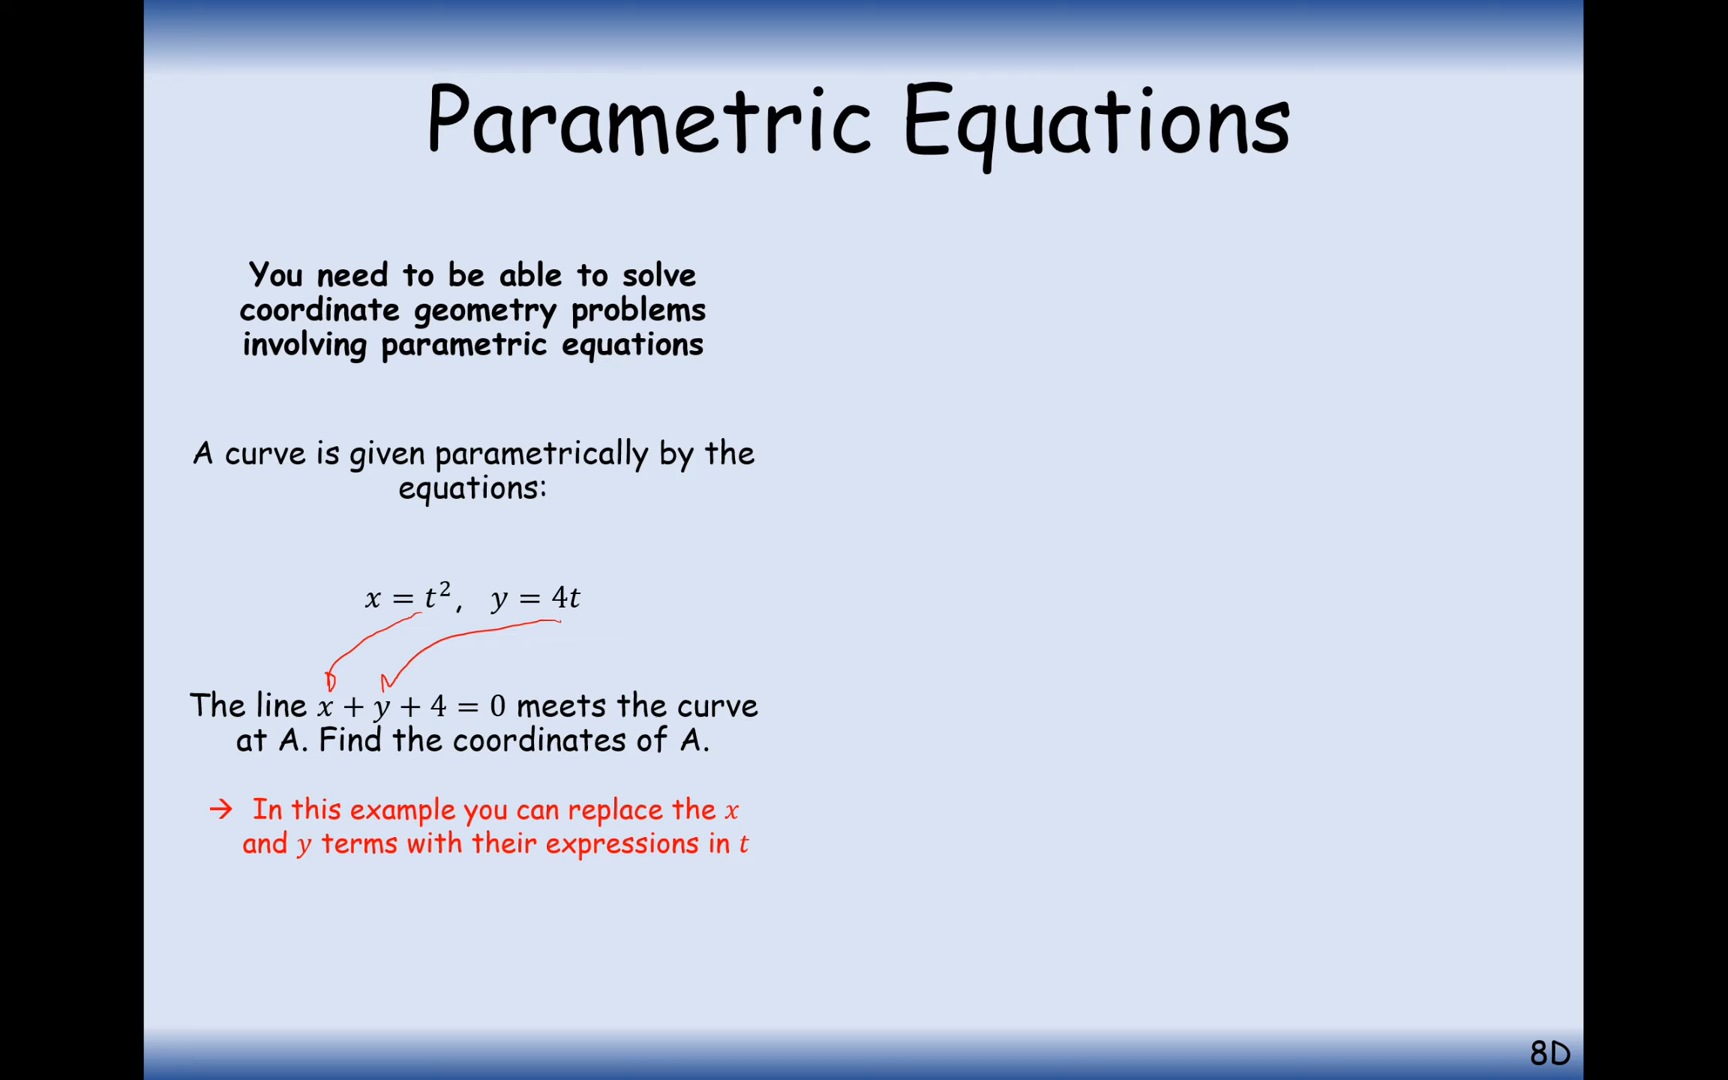 Parametric Equations
You need to be able to solve
coordinate geometry problems
involving parametric equations
A curve is given parametrically by the
equations:
x = t², y = 4t
The line x + y + 4 = 0 meets the curve
at A. Find the coordinates of A.
→ In this example you can replace the x
and y terms with their expressions in t
8D